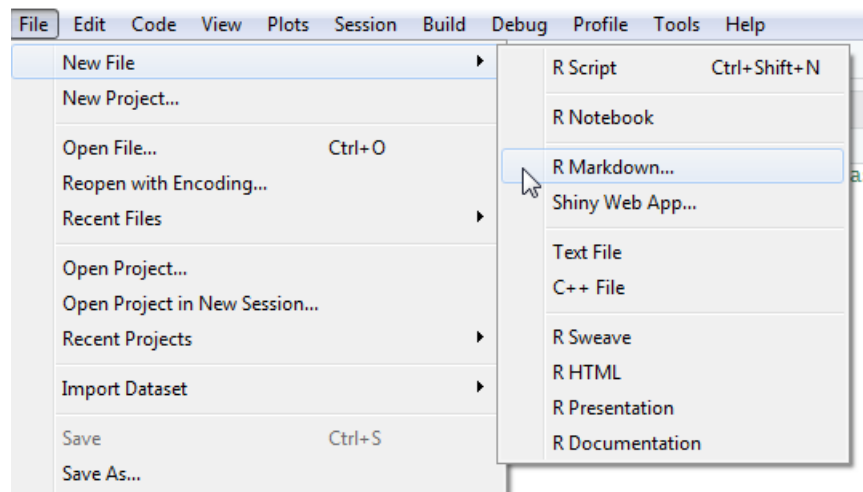 File Edit Code View Plots Session Build Debug Profile Tools Help
New File
New Project...
Open File... Ctrl+O
Reopen with Encoding...
Recent Files
Open Project...
Open Project in New Session...
Recent Projects
Import Dataset
Save Ctrl+S
Save As...
R Script Ctrl+Shift+N
R Notebook
R Markdown...
Shiny Web App...
Text File
C++ File
R Sweave
R HTML
R Presentation
R Documentation
a